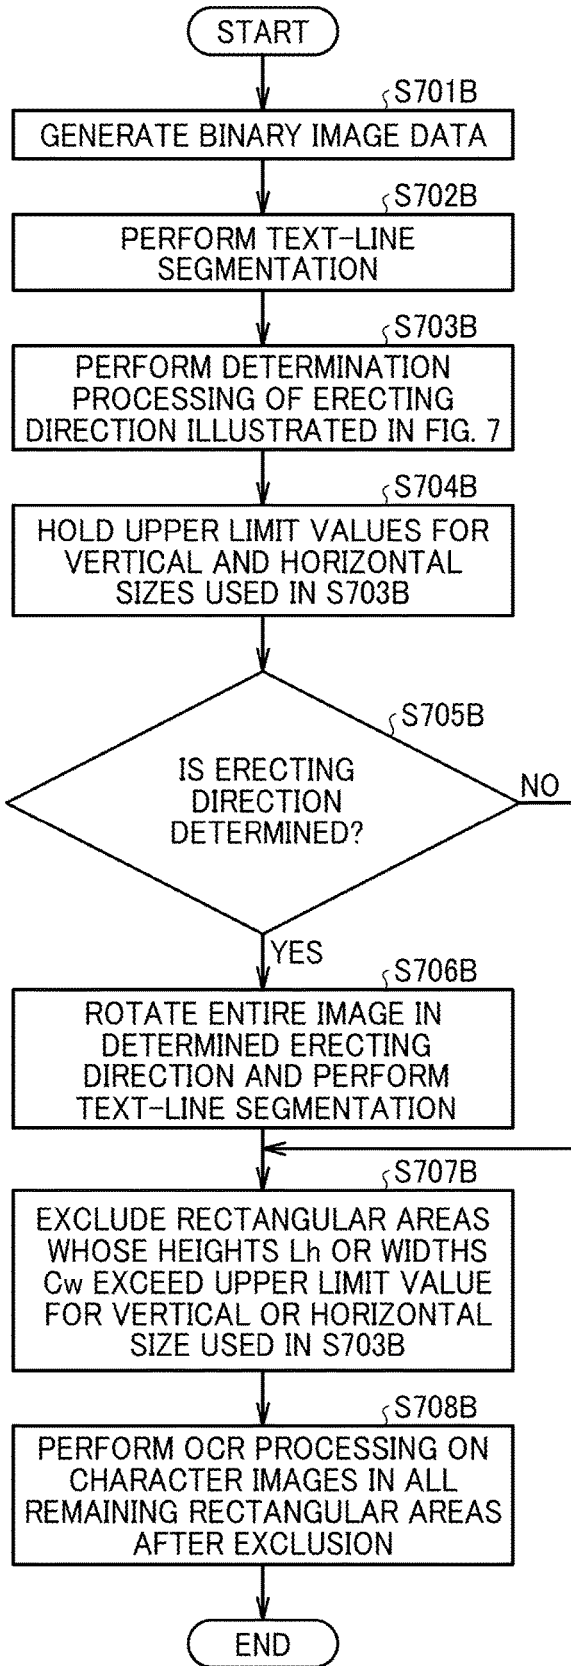 START
S701B
GENERATE BINARY IMAGE DATA
S702B
PERFORM TEXT-LINE
SEGMENTATION
S703B
PERFORM DETERMINATION
PROCESSING OF ERECTING
DIRECTION ILLUSTRATED IN FIG. 7
S704B
HOLD UPPER LIMIT VALUES FOR
VERTICAL AND HORIZONTAL
SIZES USED IN S703B
S705B
IS ERECTING
DIRECTION
DETERMINED?
NO
YES
S706B
ROTATE ENTIRE IMAGE IN
DETERMINED ERECTING
DIRECTION AND PERFORM
TEXT-LINE SEGMENTATION
S707B
EXCLUDE RECTANGULAR AREAS
WHOSE HEIGHTS Lh OR WIDTHS
Cw EXCEED UPPER LIMIT VALUE
FOR VERTICAL OR HORIZONTAL
SIZE USED IN S703B
S708B
PERFORM OCR PROCESSING ON
CHARACTER IMAGES IN ALL
REMAINING RECTANGULAR AREAS
AFTER EXCLUSION
END